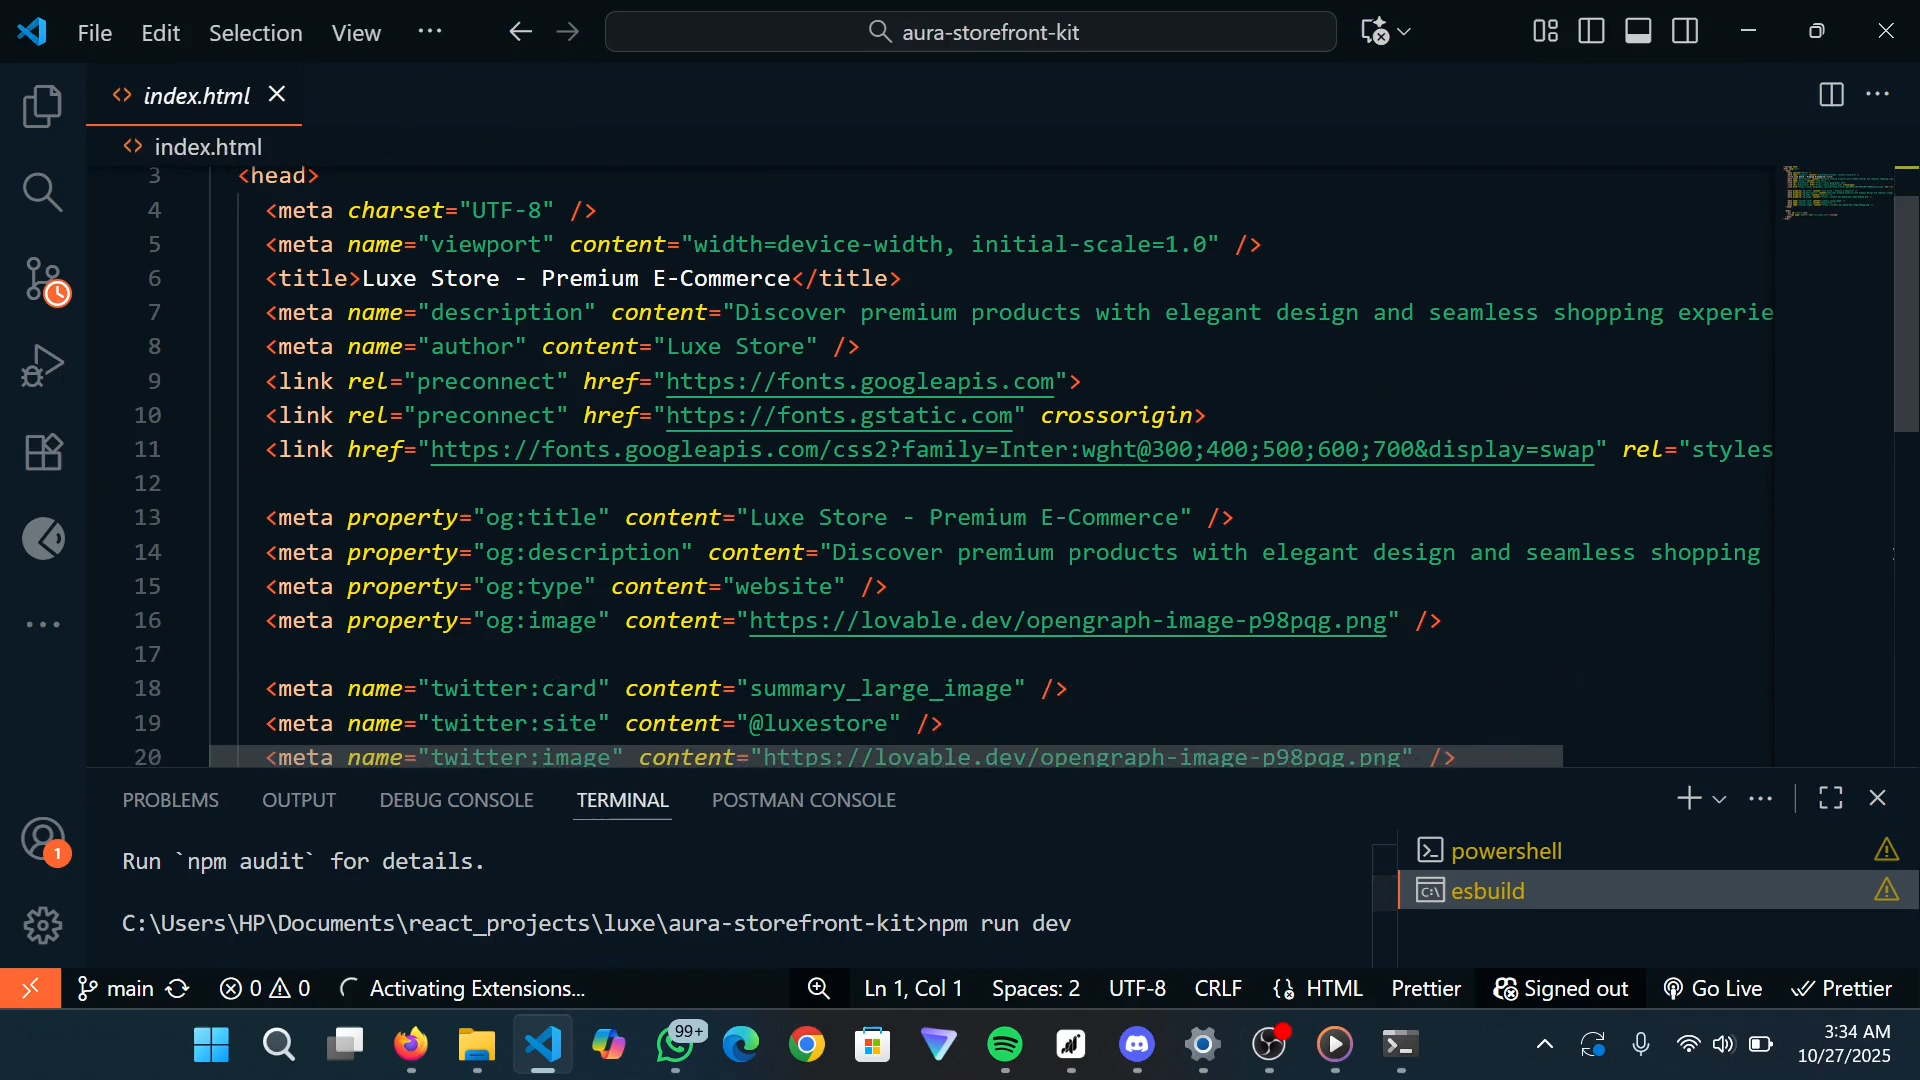 File Edit Selection View ··· aura-storefront-kit
index.html
index.html
3 <head>
4 <meta charset="UTF-8" />
5 <meta name="viewport" content="width=device-width, initial-scale=1.0" />
6 <title>Luxe Store - Premium E-Commerce</title>
7 <meta name="description" content="Discover premium products with elegant design and seamless shopping experie
8 <meta name="author" content="Luxe Store" />
9 <link rel="preconnect" href="https://fonts.googleapis.com">
10 <link rel="preconnect" href="https://fonts.gstatic.com" crossorigin>
11 <link href="https://fonts.googleapis.com/css2?family=Inter:wght@300;400;500;600;700&display=swap" rel="styles
12
13 <meta property="og:title" content="Luxe Store - Premium E-Commerce" />
14 <meta property="og:description" content="Discover premium products with elegant design and seamless shopping
15 <meta property="og:type" content="website" />
16 <meta property="og:image" content="https://lovable.dev/opengraph-image-p98pqg.png" />
17
18 <meta name="twitter:card" content="summary_large_image" />
19 <meta name="twitter:site" content="@luxestore" />
20 <meta name="twitter:image" content="https://lovable.dev/opengraph-image-p98pqg.png" />
PROBLEMS OUTPUT DEBUG CONSOLE TERMINAL POSTMAN CONSOLE
Run `npm audit` for details.
C:\Users\HP\Documents\react_projects\luxe\aura-storefront-kit>npm run dev
powershell
esbuild
1
main 0 0 Activating Extensions... Ln 1, Col 1 Spaces: 2 UTF-8 CRLF {} HTML Prettier Signed out Go Live Prettier
99+
3:34 AM
10/27/2025